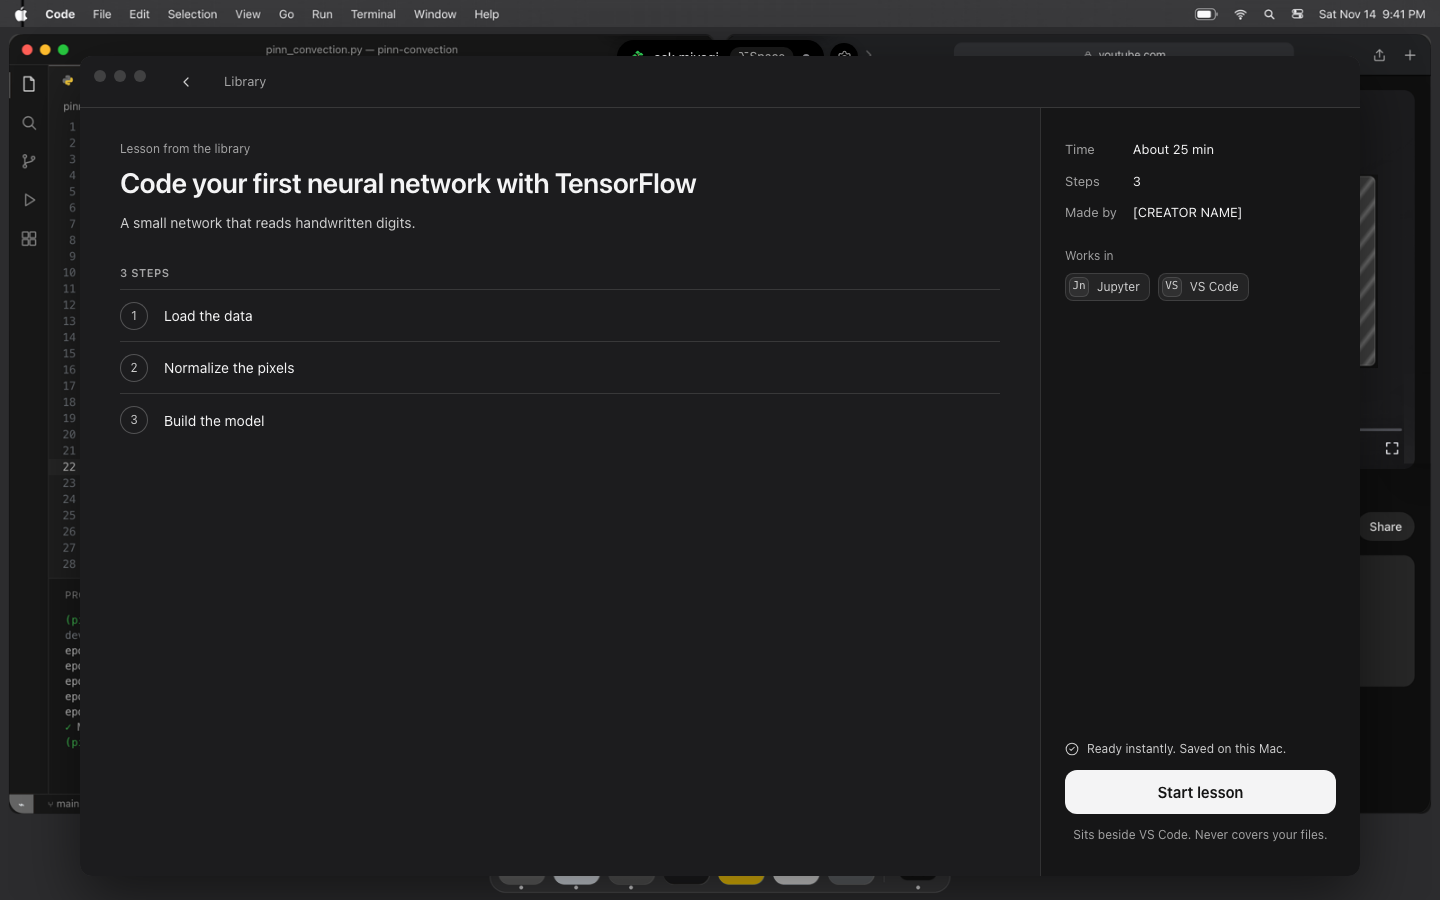 Code File Edit Selection View Go Run Terminal Window Help Sat Nov 14 9:41 PM
pinn_convection.py — pinn-convection
youtube.com
Library
Lesson from the library
Code your first neural network with TensorFlow
A small network that reads handwritten digits.
3 STEPS
1 Load the data
2 Normalize the pixels
3 Build the model
Time About 25 min
Steps 3
Made by [CREATOR NAME]
Works in
Jn Jupyter VS VS Code
Ready instantly. Saved on this Mac.
Start lesson
Sits beside VS Code. Never covers your files.
Share
1
2
3
4
5
6
7
8
9
10
11
12
13
14
15
16
17
18
19
20
21
22
23
24
25
26
27
28
main